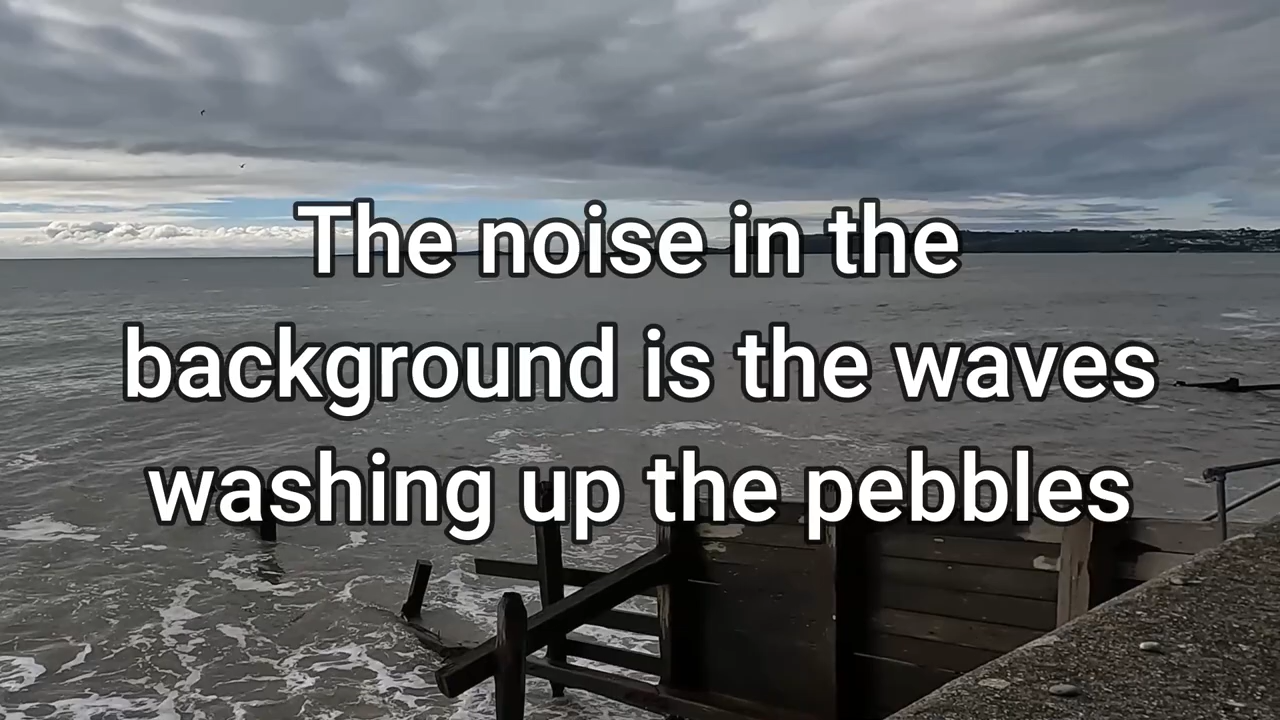 The noise in the
background is the waves
washing up the pebbles